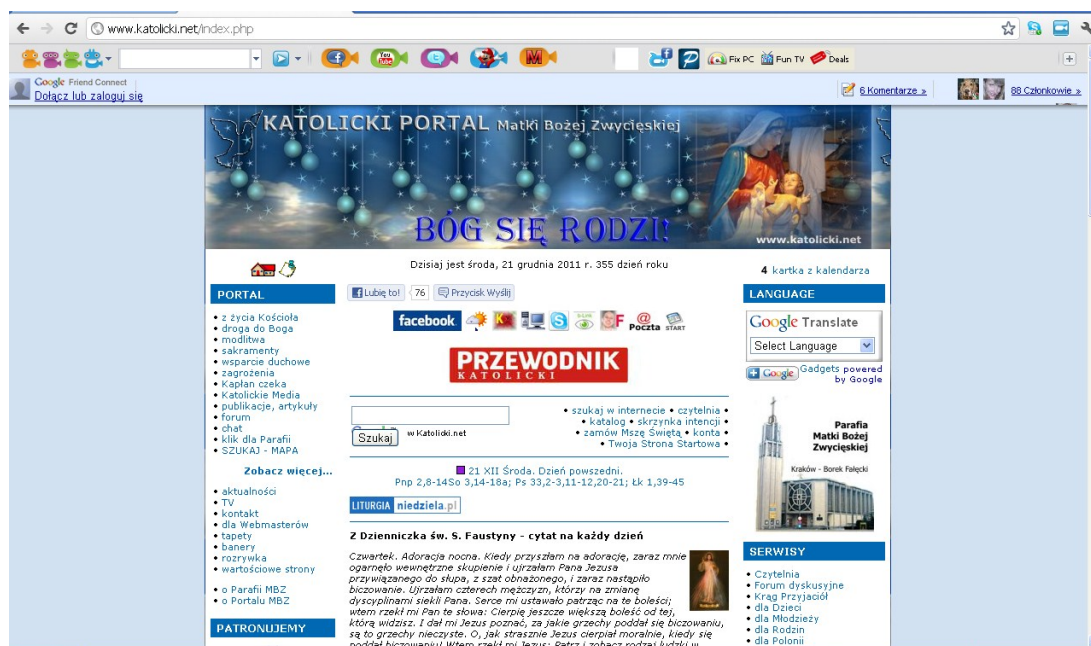 www.katolicki.net/index.php
Fix PC Fun TV Deals
Google Friend Connect
Dołącz lub zaloguj się
6 Komentarze »
88 Członkowie »
KATOLICKI PORTAL Matki Bożej Zwycięskiej
BÓG SIĘ RODZI!
www.katolicki.net
Dzisiaj jest środa, 21 grudnia 2011 r. 355 dzień roku
4 kartka z kalendarza
PORTAL
• z życia Kościoła
• droga do Boga
• modlitwa
• sakramenty
• wsparcie duchowe
• zagrożenia
• Kapłan czeka
• Katolickie Media
• publikacje, artykuły
• forum
• chat
• klik dla Parafii
• SZUKAJ - MAPA
Zobacz więcej...
• aktualności
• TV
• kontakt
• dla Webmasterów
• tapety
• banery
• rozrywka
• wartościowe strony
• o Parafii MBZ
• o Portalu MBZ
PATRONUJEMY
Lubię to! 76 Przycisk Wyślij
facebook
Poczta START
PRZEWODNIK
KATOLICKI
Szukaj w Katolicki.net
• szukaj w internecie • czytelnia •
• katalog • skrzynka intencji •
• zamów Mszę Świętą • konta •
• Twoja Strona Startowa •
21 XII Środa. Dzień powszedni.
Pnp 2,8-14So 3,14-18a; Ps 33,2-3,11-12,20-21; Łk 1,39-45
LITURGIA niedziela.pl
Z Dzienniczka św. S. Faustyny - cytat na każdy dzień
Czwartek. Adoracja nocna. Kiedy przyszłam na adorację, zaraz mnie
ogarnęło wewnętrzne skupienie i ujrzałam Pana Jezusa
przywiązanego do słupa, z szat obnażonego, i zaraz nastąpiło
biczowanie. Ujrzałam czterech mężczyzn, którzy na zmianę
dyscyplinami siekli Pana. Serce mi ustawało patrząc na te boleści;
wtem rzekł mi Pan te słowa: Cierpię jeszcze większą boleść od tej,
którą widzisz. I dał mi Jezus poznać, za jakie grzechy poddał się biczowaniu,
są to grzechy nieczyste. O, jak strasznie Jezus cierpiał moralnie, kiedy się
poddał biczowaniu! Wtem rzekł mi Jezus: Patrz i zobacz rodzaj ludzki w
LANGUAGE
Google Translate
Select Language
Google Gadgets powered
by Google
Parafia
Matki Bożej
Zwycięskiej
Kraków - Borek Fałęcki
SERWISY
• Czytelnia
• Forum dyskusyjne
• Krąg Przyjaciół
• dla Dzieci
• dla Młodzieży
• dla Rodzin
• dla Polonii